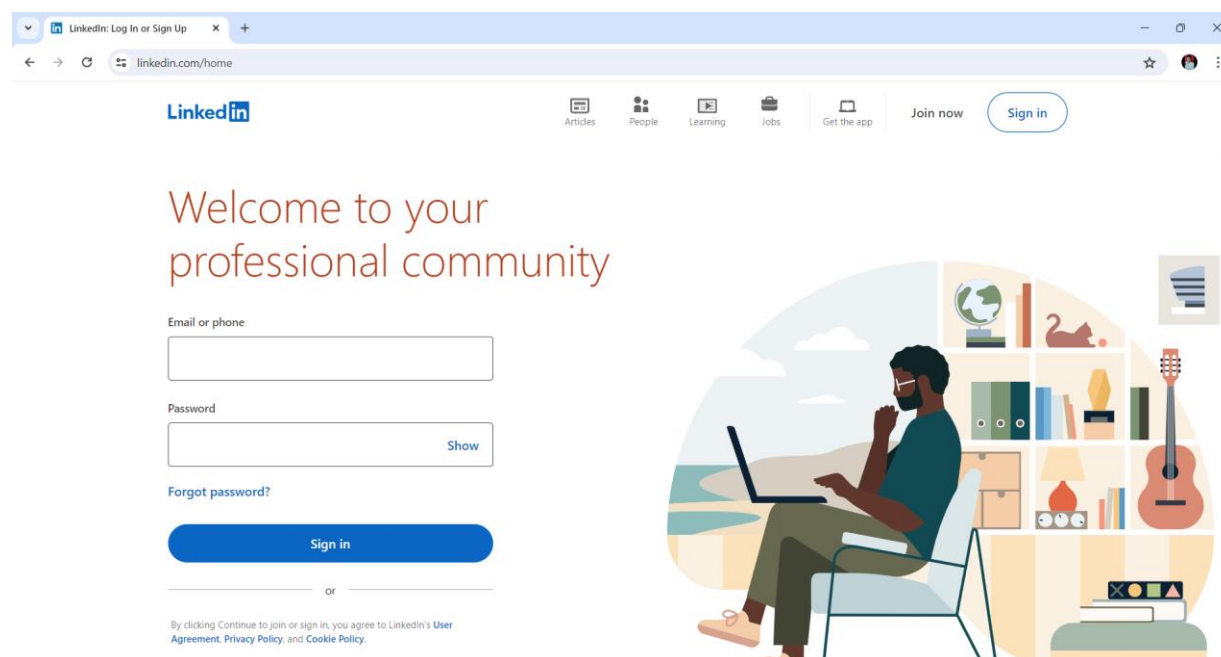 LinkedIn: Log In or Sign Up
linkedin.com/home
Linkedin
Articles People Learning Jobs Get the app Join now Sign in
Welcome to your
professional community
Email or phone
Password
Show
Forgot password?
Sign in
or
By clicking Continue to join or sign in, you agree to LinkedIn's User
Agreement, Privacy Policy, and Cookie Policy.